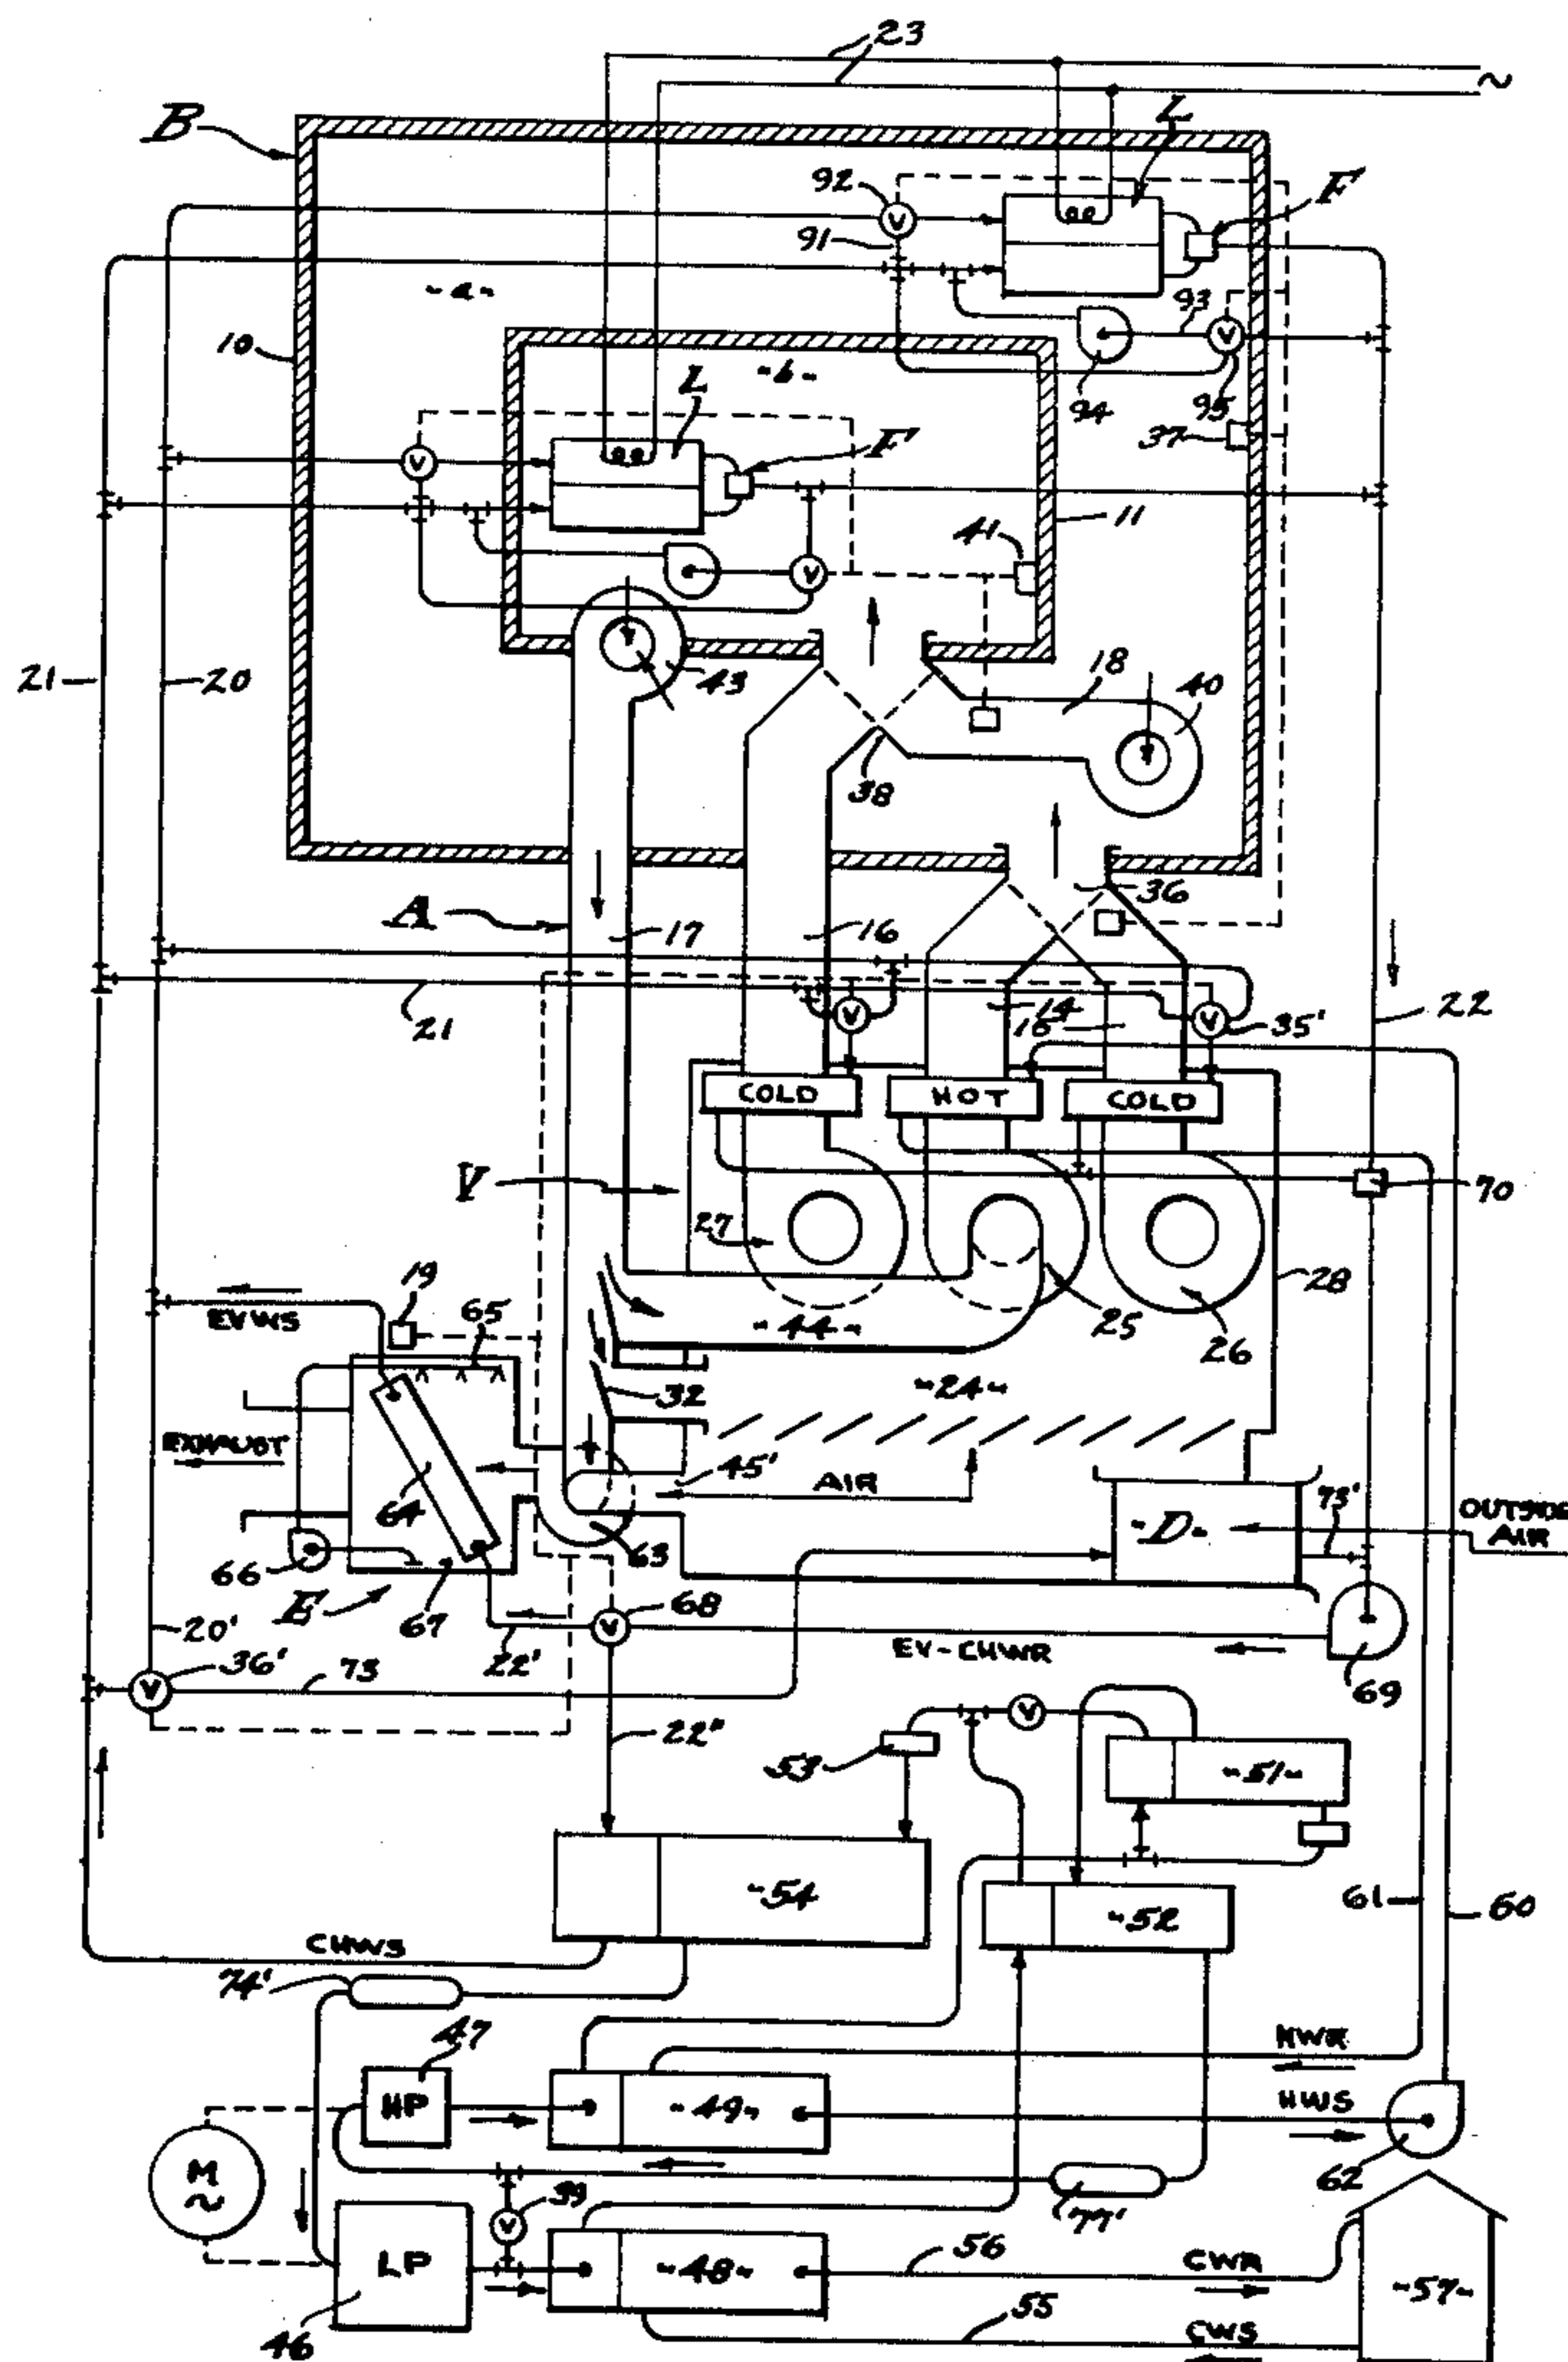 23
~
B
L
F
92
V
91
-a-
10
93
V
94
95
37
-b-
L
F
V
11
41
V
21
20
43
18
40
38
A
17
16
36
21
14
15
V
V
35'
22
COLD
HOT
COLD
V
27
70
28
25
26
19
EVWS
65
-44-
32
-24-
EXHAUST
64
45'
AIR
-D-
73'
OUTSIDE
AIR
66
63
E
67
68
V
20'
22'
EV-CHWR
69
36'
V
73
22"
53
V
-51-
-54-
-52-
61
60
CHWS
74'
47
HWR
HP
-49-
HWS
M
~
62
39
V
77'
LP
-48-
56
CWR
-57-
46
55
CWS